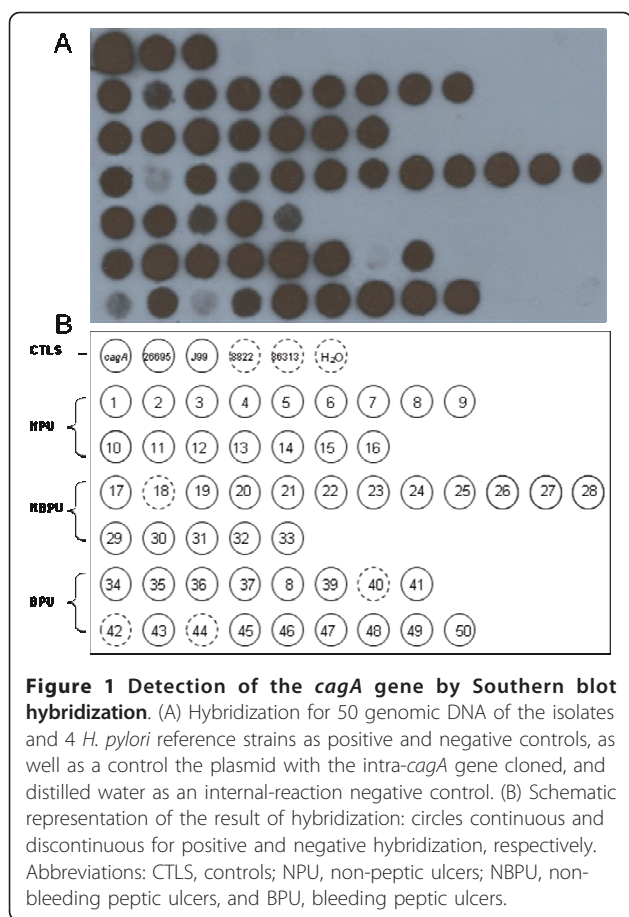 A
B
CTLS
cagA 26695 J99 8822 86313 H₂O
NPU
1 2 3 4 5 6 7 8 9
10 11 12 13 14 15 16
NBPU
17 18 19 20 21 22 23 24 25 26 27 28
29 30 31 32 33
BPU
34 35 36 37 8 39 40 41
42 43 44 45 46 47 48 49 50
Figure 1 Detection of the cagA gene by Southern blot
hybridization. (A) Hybridization for 50 genomic DNA of the isolates
and 4 H. pylori reference strains as positive and negative controls, as
well as a control the plasmid with the intra-cagA gene cloned, and
distilled water as an internal-reaction negative control. (B) Schematic
representation of the result of hybridization: circles continuous and
discontinuous for positive and negative hybridization, respectively.
Abbreviations: CTLS, controls; NPU, non-peptic ulcers; NBPU, non-
bleeding peptic ulcers, and BPU, bleeding peptic ulcers.